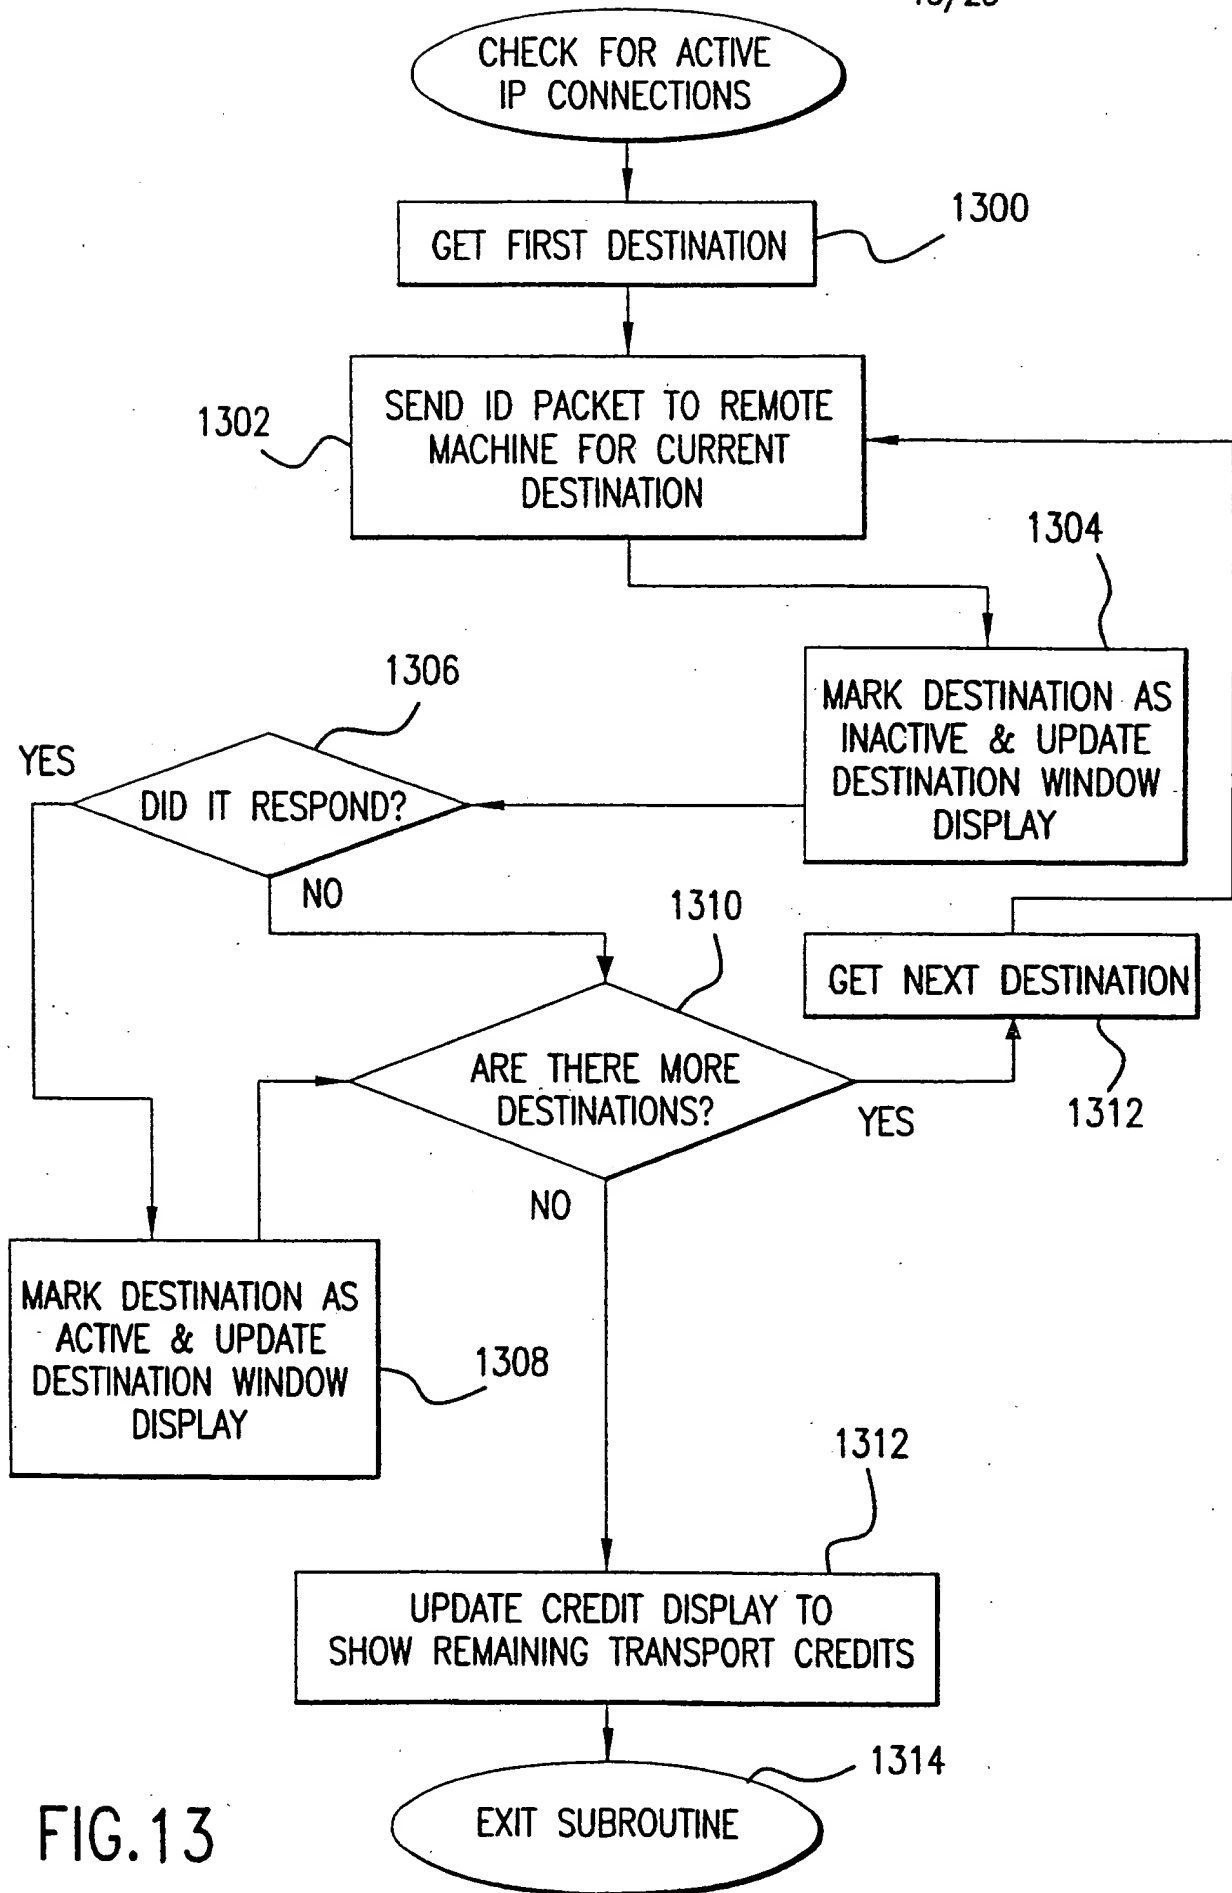 CHECK FOR ACTIVE
IP CONNECTIONS
1300
GET FIRST DESTINATION
1302
SEND ID PACKET TO REMOTE
MACHINE FOR CURRENT
DESTINATION
1304
MARK DESTINATION AS
INACTIVE & UPDATE
DESTINATION WINDOW
DISPLAY
1306
YES
DID IT RESPOND?
NO
1310
GET NEXT DESTINATION
1312
ARE THERE MORE
DESTINATIONS?
YES
NO
MARK DESTINATION AS
ACTIVE & UPDATE
DESTINATION WINDOW
DISPLAY
1308
1312
UPDATE CREDIT DISPLAY TO
SHOW REMAINING TRANSPORT CREDITS
1314
EXIT SUBROUTINE
FIG.13